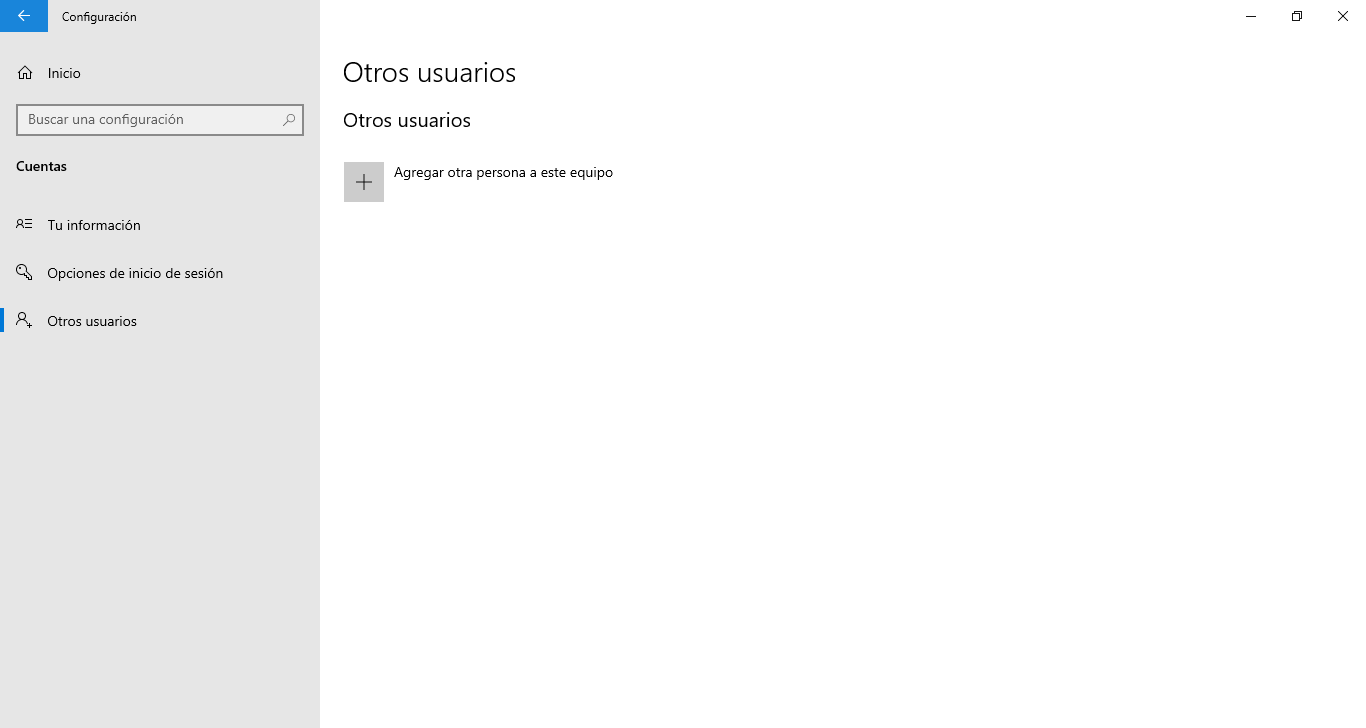 Configuración
Inicio
Buscar una configuración
Cuentas
Tu información
Opciones de inicio de sesión
Otros usuarios
Otros usuarios
Otros usuarios
Agregar otra persona a este equipo